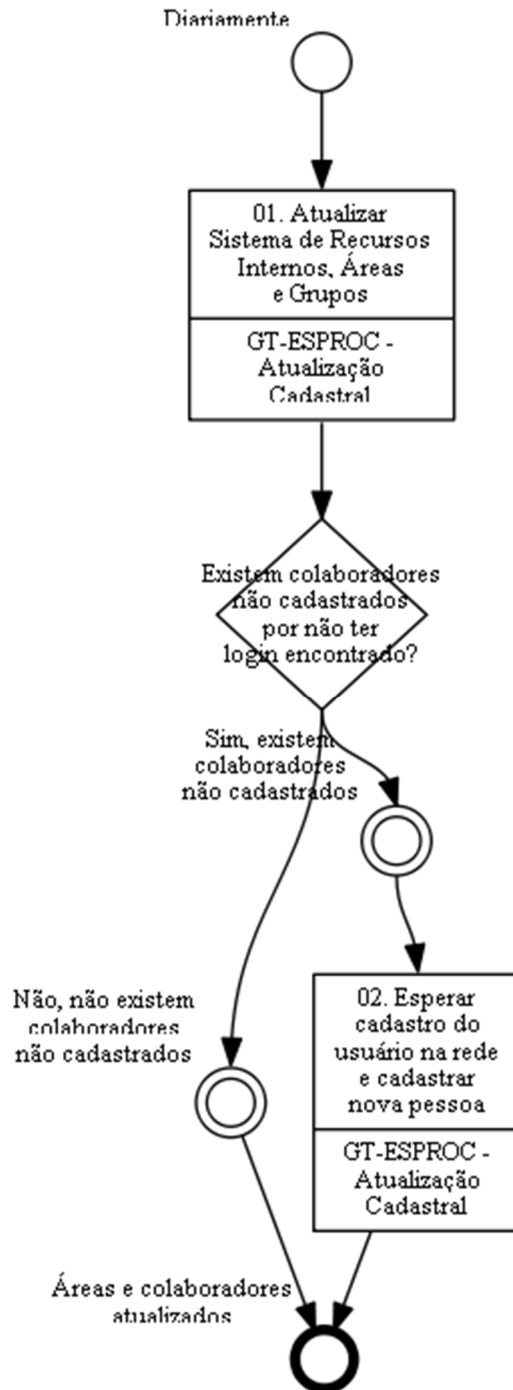 Diariamente
01. Atualizar
Sistema de Recursos
Internos, Áreas
e Grupos
GT-ESPROC -
Atualização
Cadastral
Existem colaboradores
não cadastrados
por não ter
login encontrado?
Sim, existem
colaboradores
não cadastrados
Não, não existem
colaboradores
não cadastrados
02. Esperar
cadastro do
usuário na rede
e cadastrar
nova pessoa
GT-ESPROC -
Atualização
Cadastral
Áreas e colaboradores
atualizados